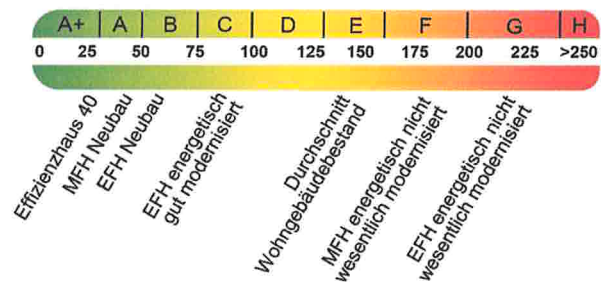 A+ A B C D E F G H
0 25 50 75 100 125 150 175 200 225 >250
Effizienzhaus 40
MFH Neubau
EFH Neubau
EFH energetisch
gut modernisiert
Durchschnitt
Wohngebäudebestand
MFH energetisch nicht
wesentlich modernisiert
EFH energetisch nicht
wesentlich modernisiert